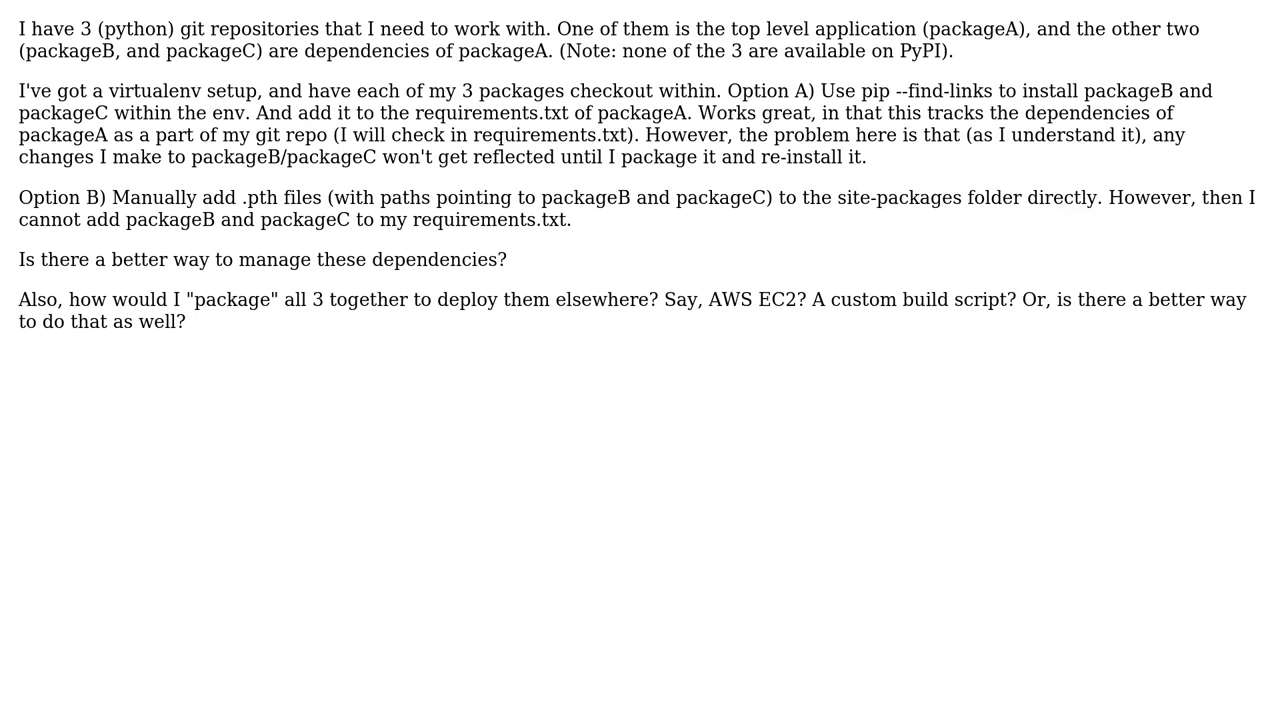 I have 3 (python) git repositories that I need to work with. One of them is the top level application (packageA), and the other two
(packageB, and packageC) are dependencies of packageA. (Note: none of the 3 are available on PyPI).
I've got a virtualenv setup, and have each of my 3 packages checkout within. Option A) Use pip --find-links to install packageB and
packageC within the env. And add it to the requirements.txt of packageA. Works great, in that this tracks the dependencies of
packageA as a part of my git repo (I will check in requirements.txt). However, the problem here is that (as I understand it), any
changes I make to packageB/packageC won't get reflected until I package it and re-install it.
Option B) Manually add .pth files (with paths pointing to packageB and packageC) to the site-packages folder directly. However, then I
cannot add packageB and packageC to my requirements.txt.
Is there a better way to manage these dependencies?
Also, how would I "package" all 3 together to deploy them elsewhere? Say, AWS EC2? A custom build script? Or, is there a better way
to do that as well?